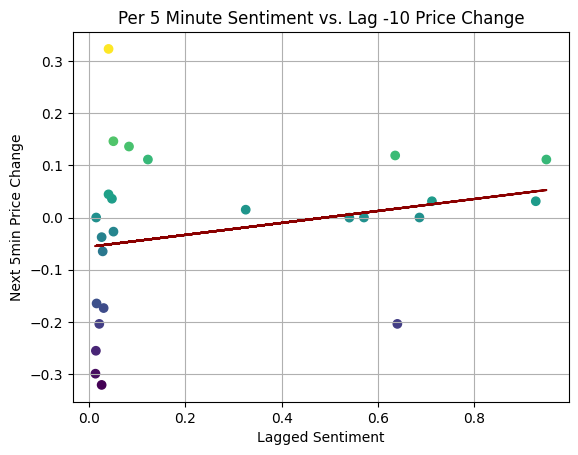 Per 5 Minute Sentiment vs. Lag -10 Price Change
Next 5min Price Change
0.3
0.2
0.1
0.0
−0.1
−0.2
−0.3
0.0 0.2 0.4 0.6 0.8
Lagged Sentiment